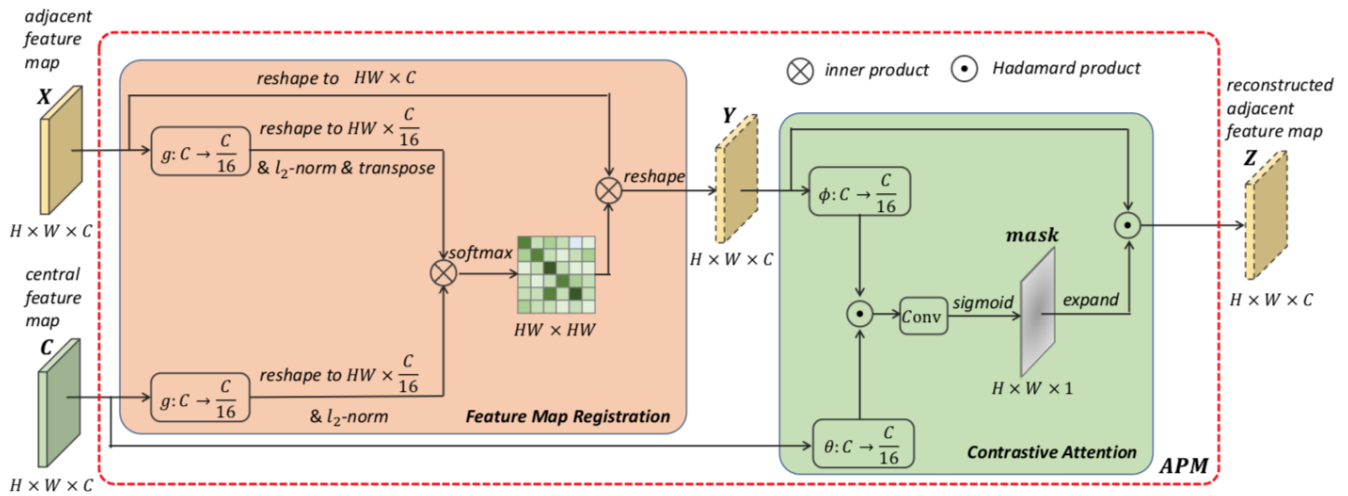 adjacent
feature
map
X
H × W × C
central
feature
map
C
H × W × C
reshape to HW × C
g: C → C/16
reshape to HW × C/16
& l₂-norm & transpose
softmax
HW × HW
g: C → C/16
reshape to HW × C/16
& l₂-norm
Feature Map Registration
reshape
Y
H × W × C
inner product
Hadamard product
ϕ: C → C/16
Conv
sigmoid
mask
H × W × 1
expand
θ: C → C/16
Contrastive Attention
APM
reconstructed
adjacent
feature map
Z
H × W × C